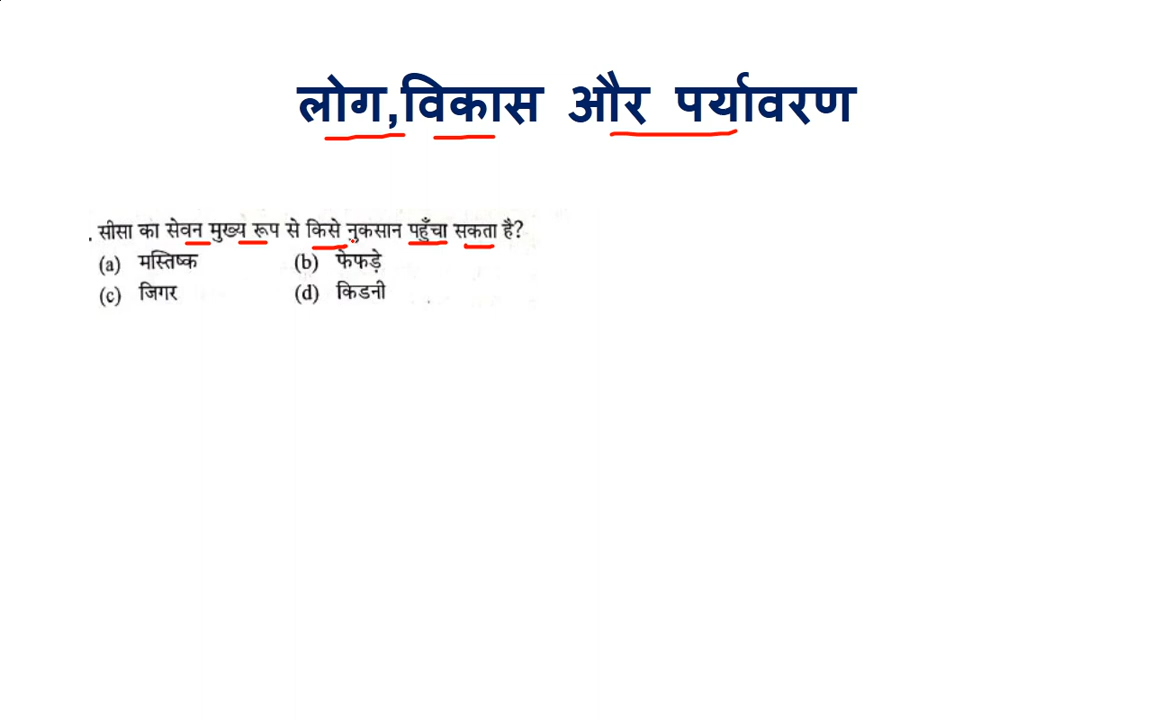 लोग,विकास और पर्यावरण
. सीसा का सेवन मुख्य रूप से किसे नुकसान पहुँचा सकता है?
(a) मस्तिष्क (b) फेफड़े
(c) जिगर (d) किडनी